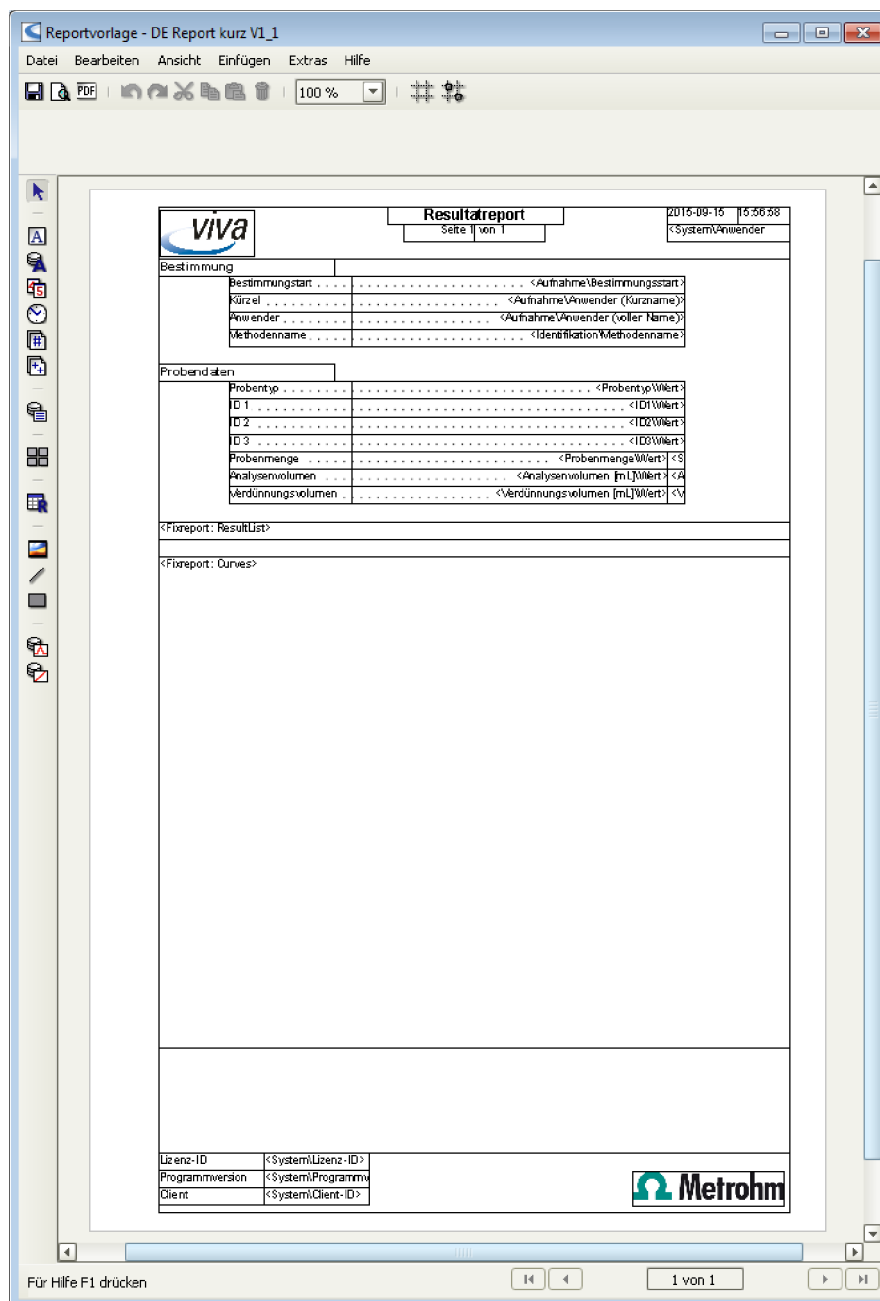 Reportvorlage - DE Report kurz V1_1
Datei Bearbeiten Ansicht Einfügen Extras Hilfe
PDF 100 %
viva Resultatreport 2015-09-15 15:56:58
Seite 1 von 1 <System\Anwender
Bestimmung
Bestimmungstart . . . . . . . . . . . . . . . . . . . . . . . . . . . <Aufnahme\Bestimmungsstart>
Kürzel . . . . . . . . . . . . . . . . . . . . . . . . . . . . . <Aufnahme\Anwender (Kurzname)>
Anwender . . . . . . . . . . . . . . . . . . . . . . . . . . <Aufnahme\Anwender (voller Name)>
Methodenname . . . . . . . . . . . . . . . . . . . . . . . . . . <Identifikation\Methodenname>
Probendaten
Probentyp . . . . . . . . . . . . . . . . . . . . . . . . . . . . . . . . . . . <Probentyp\Wert>
ID 1 . . . . . . . . . . . . . . . . . . . . . . . . . . . . . . . . . . . . . . . . . <ID1\Wert>
ID 2 . . . . . . . . . . . . . . . . . . . . . . . . . . . . . . . . . . . . . . . . . <ID2\Wert>
ID 3 . . . . . . . . . . . . . . . . . . . . . . . . . . . . . . . . . . . . . . . . . <ID3\Wert>
Probenmenge . . . . . . . . . . . . . . . . . . . . . . . . . . . . . <Probenmenge\Wert> <S
Analysenvolumen . . . . . . . . . . . . . . . . . . . . . . . <Analysenvolumen [mL]\Wert> <A
Verdünnungsvolumen . . . . . . . . . . . . . . . . . . . <Verdünnungsvolumen [mL]\Wert> <V
<Fixreport: ResultList>
<Fixreport: Curves>
Lizenz-ID <System\Lizenz-ID>
Programmversion <System\Programmv
Client <System\Client-ID>
Metrohm
Für Hilfe F1 drücken 1 von 1